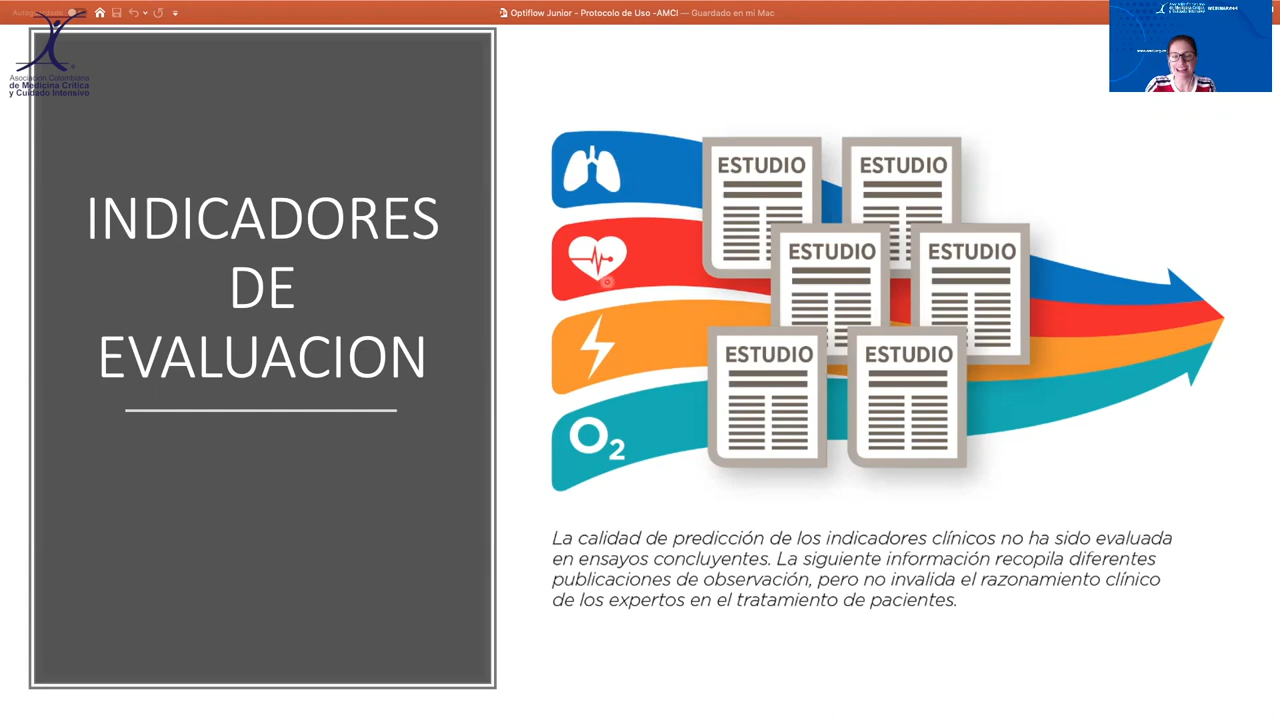 Optiflow Junior - Protocolo de Uso -AMCI — Guardado en mi Mac
Asociación Colombiana
de Medicina Crítica
y Cuidado Intensivo
INDICADORES
DE
EVALUACION
ESTUDIO
ESTUDIO
ESTUDIO
ESTUDIO
ESTUDIO
ESTUDIO
O2
La calidad de predicción de los indicadores clínicos no ha sido evaluada
en ensayos concluyentes. La siguiente información recopila diferentes
publicaciones de observación, pero no invalida el razonamiento clínico
de los expertos en el tratamiento de pacientes.